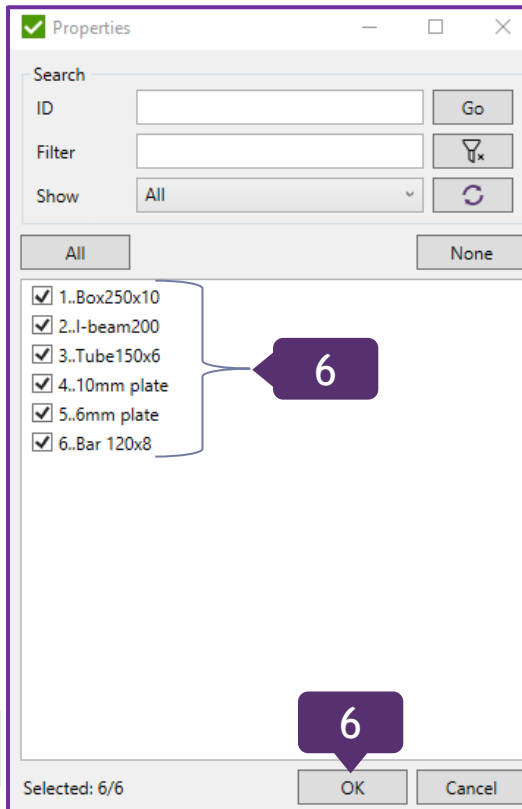 Properties
Search
ID Go
Filter
Show All
All None
1..Box250x10
2..I-beam200
3..Tube150x6
4..10mm plate
5..6mm plate
6..Bar 120x8
6
6
Selected: 6/6 OK Cancel